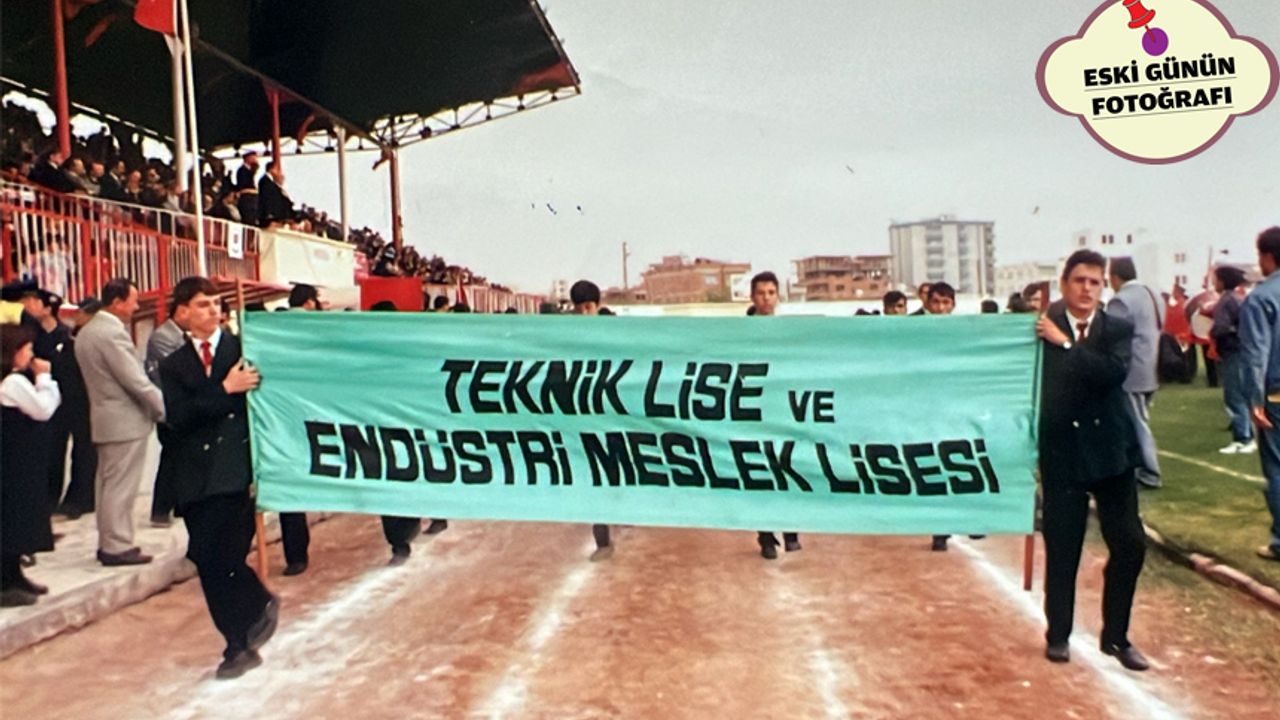 ESKİ GÜNÜN
FOTOĞRAFI
TEKNİK LİSE VE
ENDÜSTRİ MESLEK LİSESİ